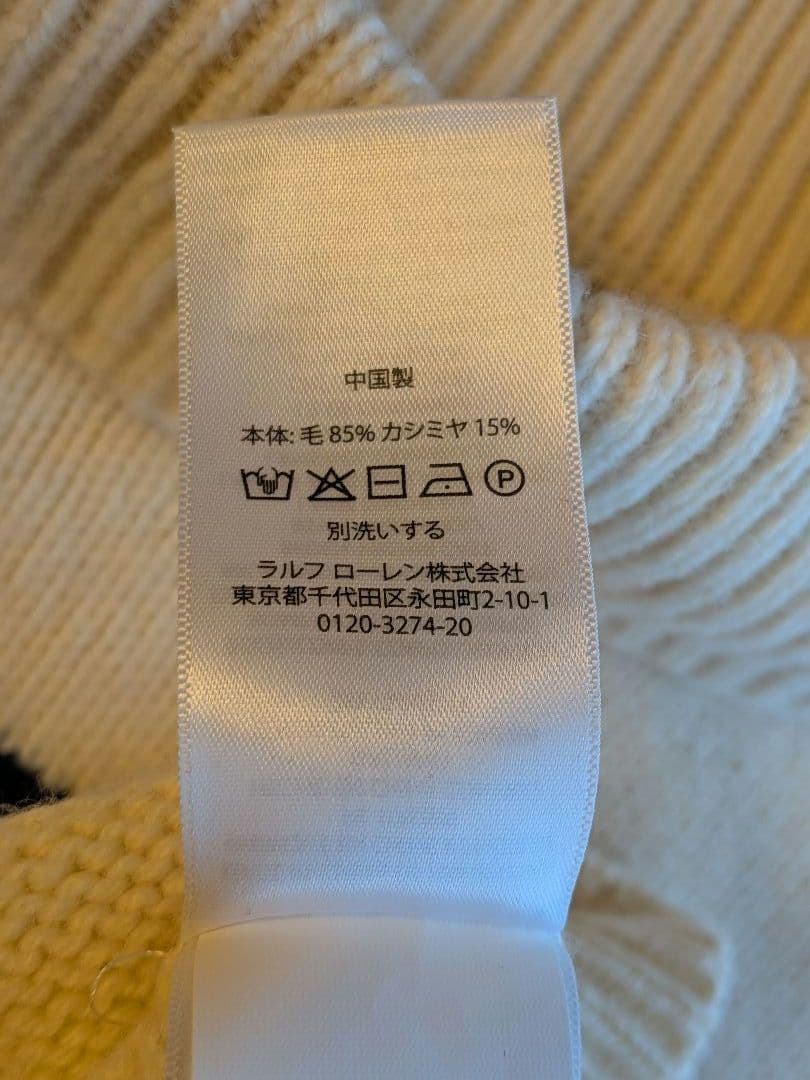 中国製
本体: 毛 85% カシミヤ 15%
P
別洗いする
ラルフ ローレン株式会社
東京都千代田区永田町2-10-1
0120-3274-20